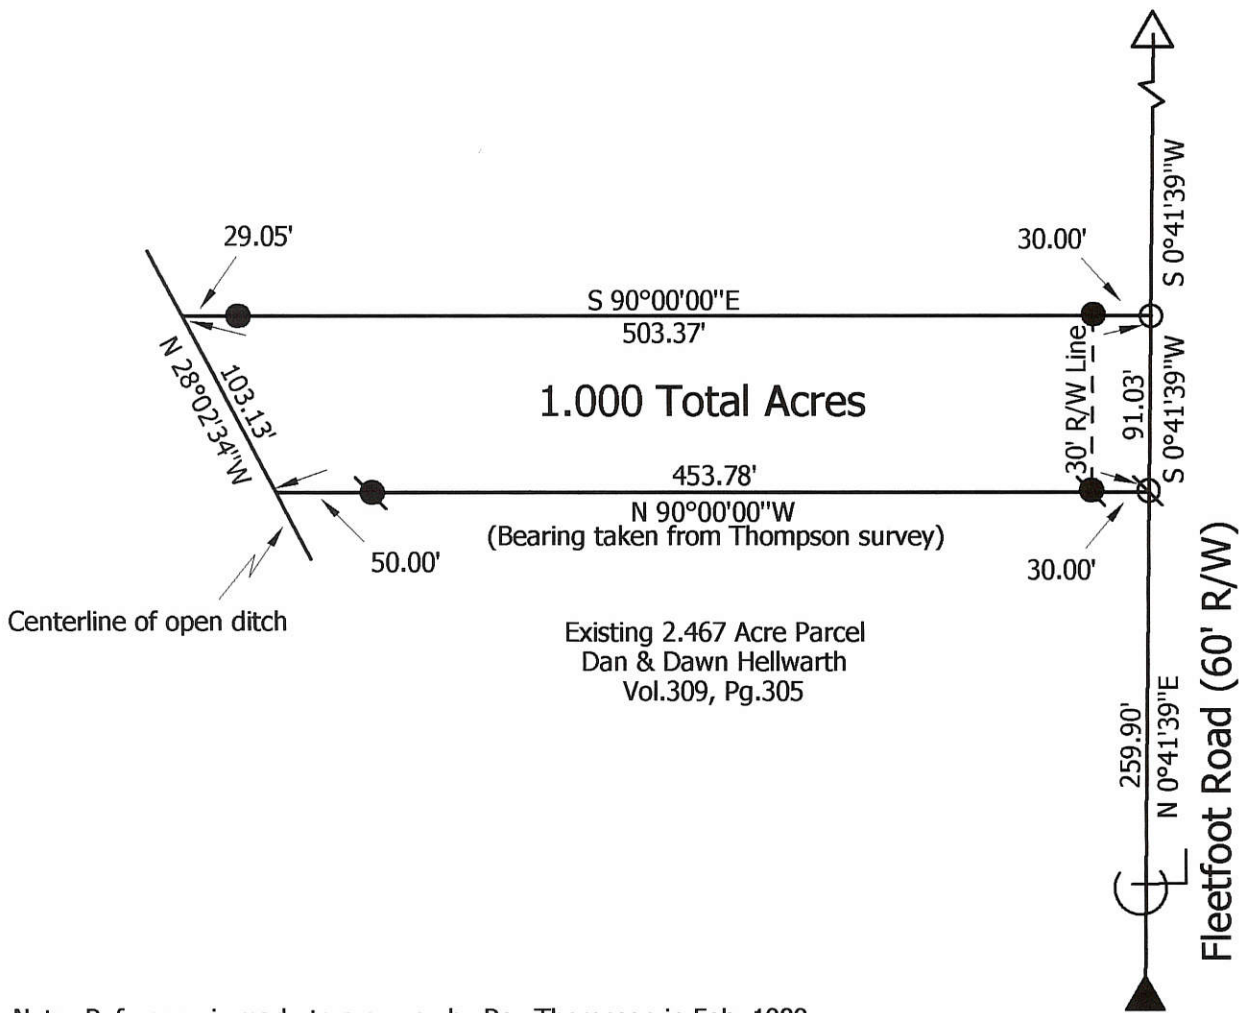 S 0°41'39"W
29.05'
30.00'
S 90°00'00"E
503.37'
N 28°02'34"W
103.13'
1.000 Total Acres
30' R/W Line
91.03'
S 0°41'39"W
453.78'
N 90°00'00"W
(Bearing taken from Thompson survey)
50.00'
30.00'
Centerline of open ditch
Existing 2.467 Acre Parcel
Dan & Dawn Hellwarth
Vol.309, Pg.305
259.90'
N 0°41'39"E
Fleetfoot Road (60' R/W)